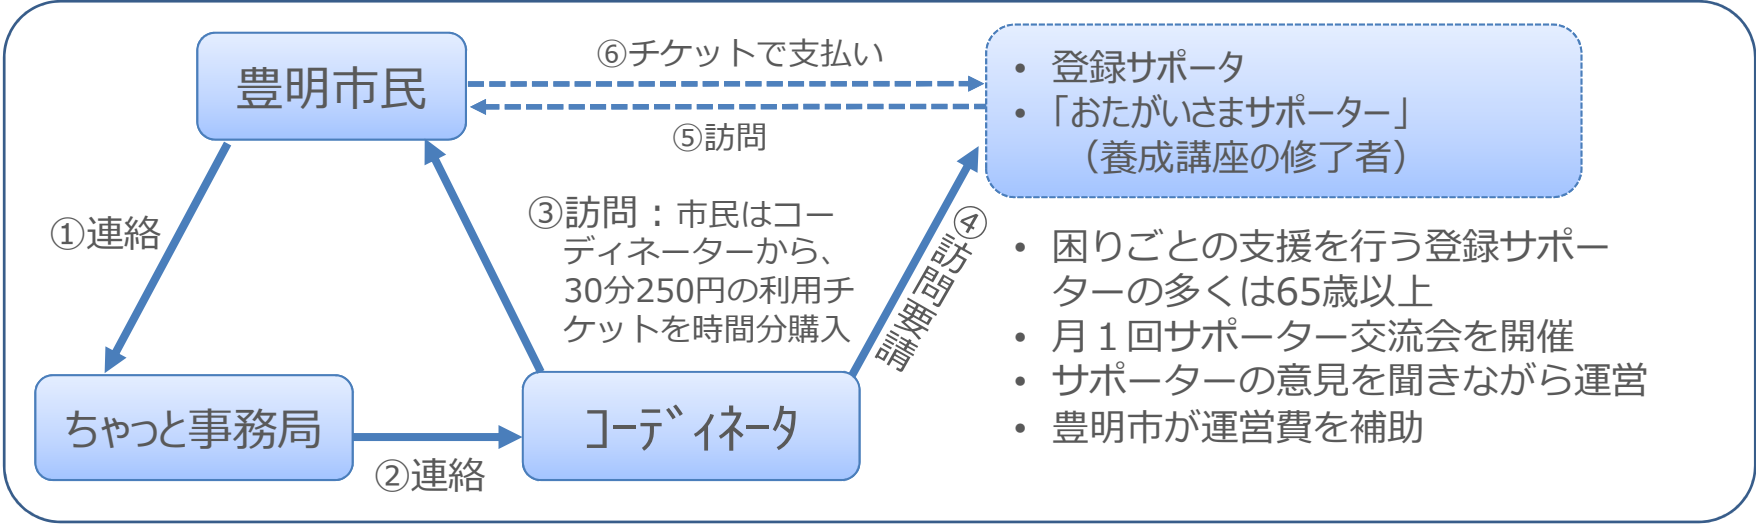 豊明市民
⑥チケットで支払い
⑤訪問
• 登録サポータ
• 「おたがいさまサポーター」
（養成講座の修了者）
①連絡
③訪問：市民はコー
ディネーターから、
30分250円の利用チ
ケットを時間分購入
④訪問要請
ちゃっと事務局
②連絡
ｺｰﾃﾞｨﾈｰﾀ
• 困りごとの支援を行う登録サポー
ターの多くは65歳以上
• 月１回サポーター交流会を開催
• サポーターの意見を聞きながら運営
• 豊明市が運営費を補助